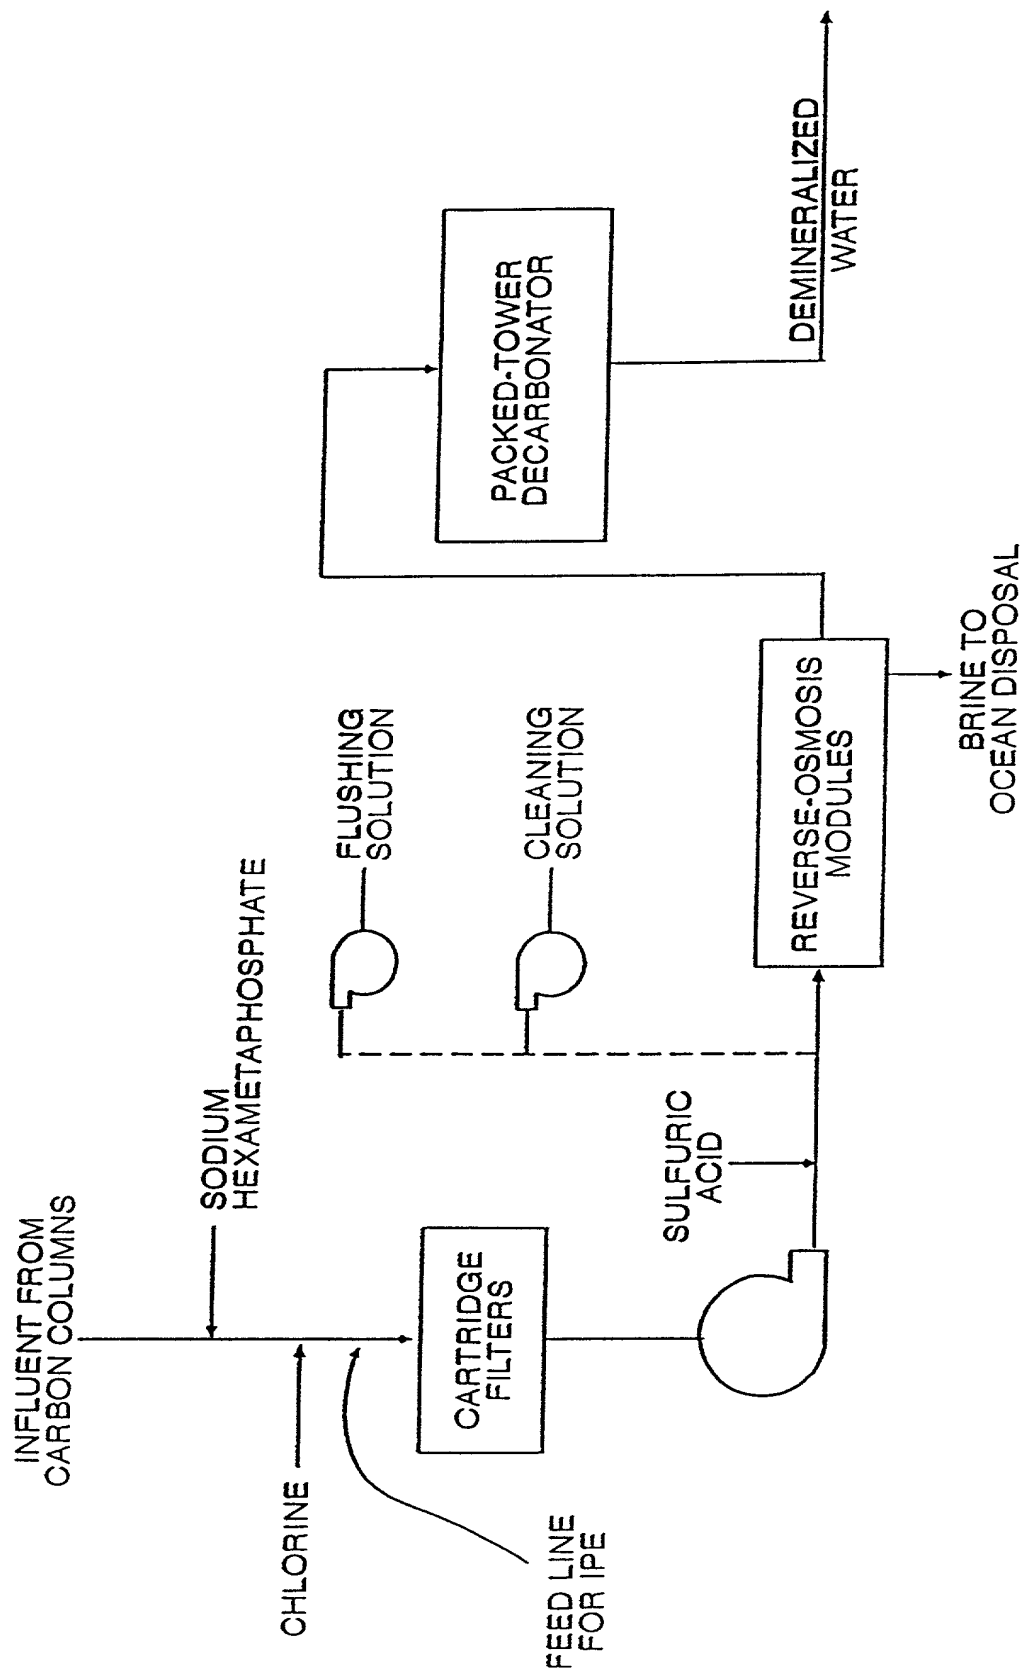 INFLUENT FROM
CARBON COLUMNS
SODIUM
HEXAMETAPHOSPHATE
CHLORINE
FEED LINE
FOR IPE
CARTRIDGE
FILTERS
FLUSHING
SOLUTION
CLEANING
SOLUTION
SULFURIC
ACID
REVERSE-OSMOSIS
MODULES
BRINE TO
OCEAN DISPOSAL
PACKED-TOWER
DECARBONATOR
DEMINERALIZED
WATER